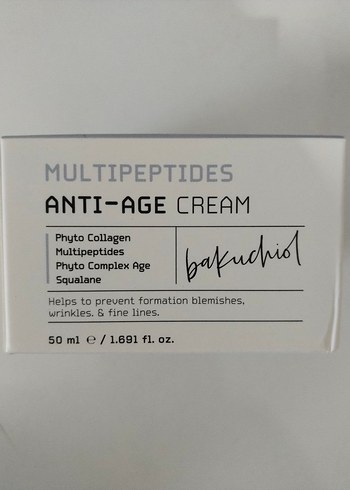 MULTIPEPTIDES
ANTI-AGE CREAM
Phyto Collagen
Multipeptides
Phyto Complex Age
Squalane
bakuchiol
Helps to prevent formation blemishes,
wrinkles. & fine lines.
50 ml ℮ / 1.691 fl. oz.